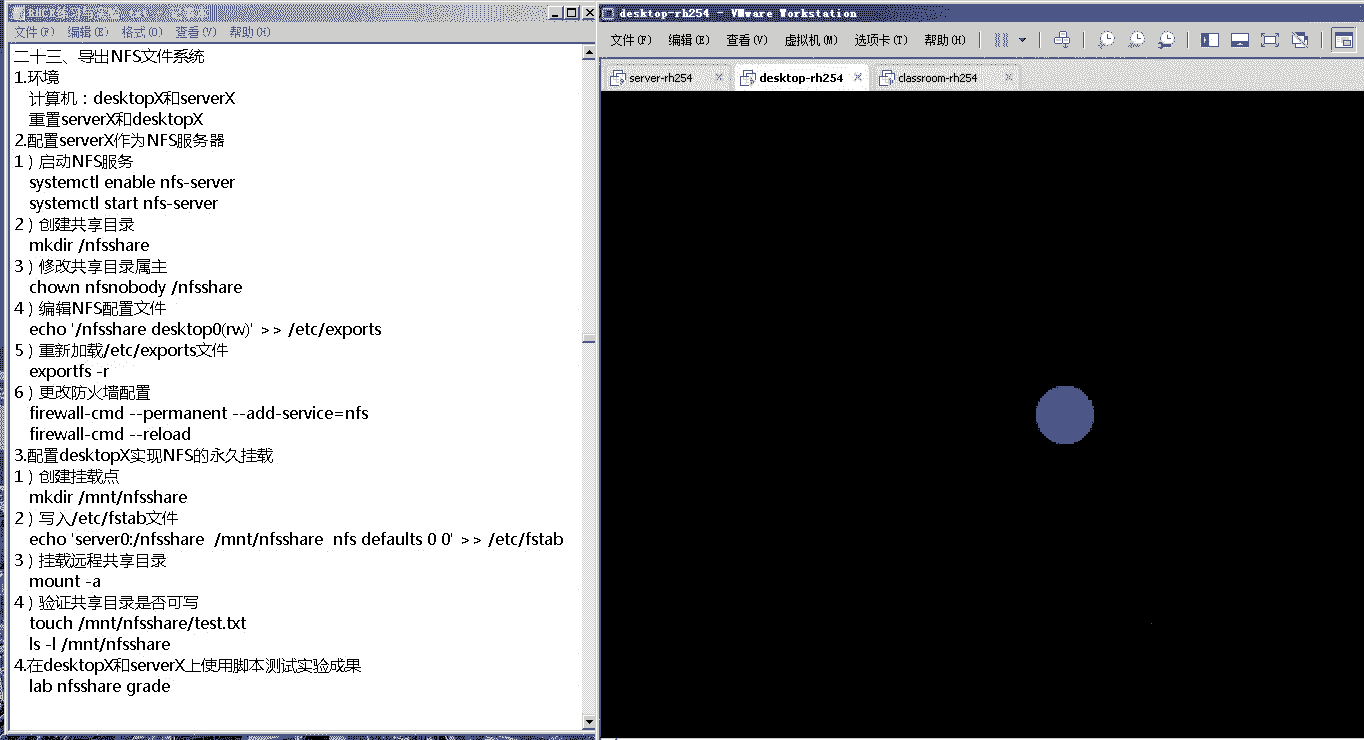 文件(F) 编辑(E) 格式(O) 查看(V) 帮助(H)
二十三、导出NFS文件系统
1.环境
计算机：desktopX和serverX
重置serverX和desktopX
2.配置serverX作为NFS服务器
1）启动NFS服务
systemctl enable nfs-server
systemctl start nfs-server
2）创建共享目录
mkdir /nfsshare
3）修改共享目录属主
chown nfsnobody /nfsshare
4）编辑NFS配置文件
echo '/nfsshare desktop0(rw)' >> /etc/exports
5）重新加载/etc/exports文件
exportfs -r
6）更改防火墙配置
firewall-cmd --permanent --add-service=nfs
firewall-cmd --reload
3.配置desktopX实现NFS的永久挂载
1）创建挂载点
mkdir /mnt/nfsshare
2）写入/etc/fstab文件
echo 'server0:/nfsshare  /mnt/nfsshare  nfs defaults 0 0' >> /etc/fstab
3）挂载远程共享目录
mount -a
4）验证共享目录是否可写
touch /mnt/nfsshare/test.txt
ls -l /mnt/nfsshare
4.在desktopX和serverX上使用脚本测试实验成果
lab nfsshare grade
desktop-rh254 - VMware Workstation
文件(F) 编辑(E) 查看(V) 虚拟机(M) 选项卡(T) 帮助(H)
server-rh254 desktop-rh254 classroom-rh254